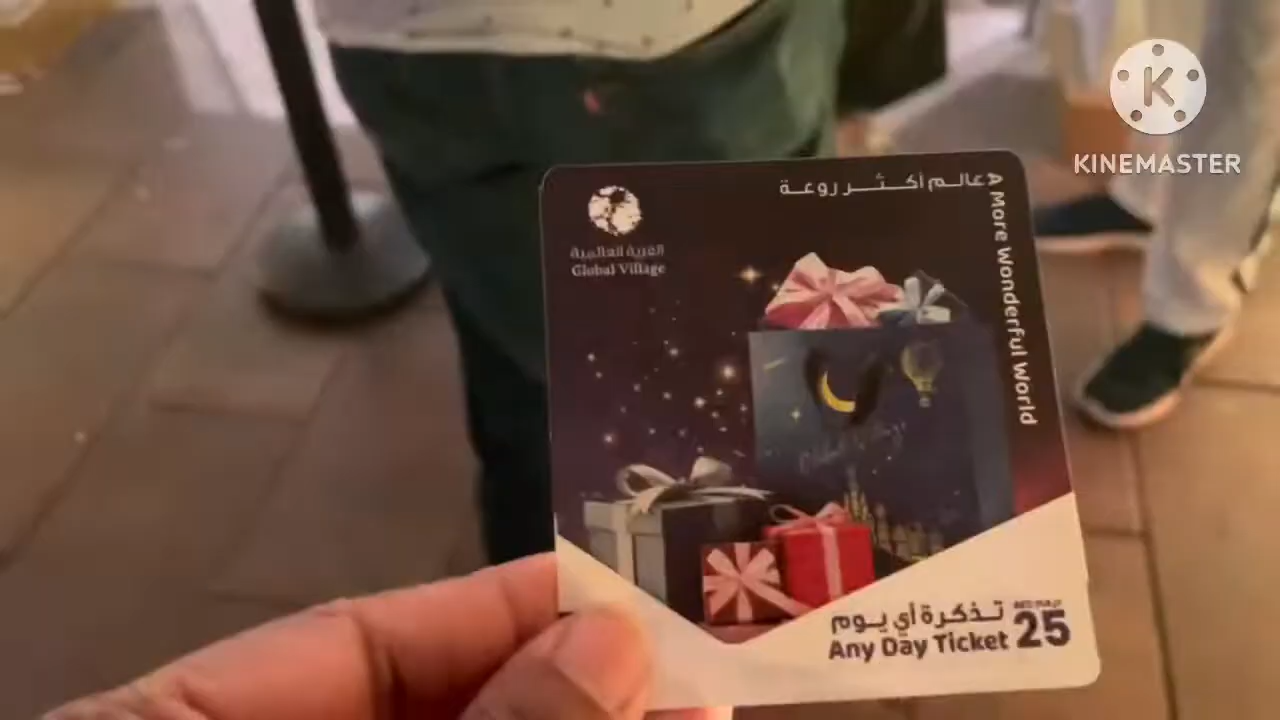 KINEMASTER
عالم أكثر روعة
A More Wonderful World
القرية العالمية
Global Village
تذكرة أي يوم
Any Day Ticket
25